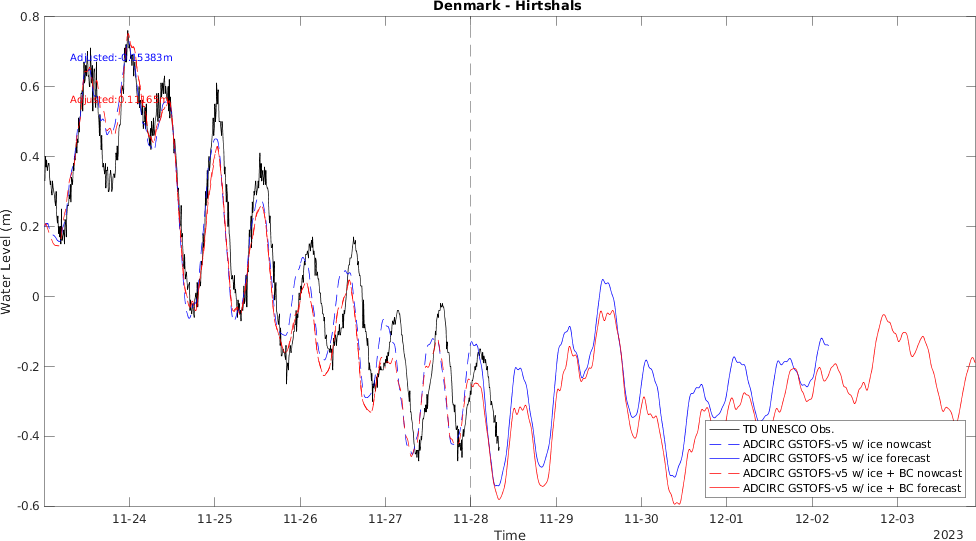 Denmark - Hirtshals
0.8
0.6
0.4
0.2
0
-0.2
-0.4
-0.6
Water Level (m)
Adjusted:-0.15383m
TD UNESCO Obs.
ADCIRC GSTOFS-v5 w/ ice nowcast
ADCIRC GSTOFS-v5 w/ ice forecast
ADCIRC GSTOFS-v5 w/ ice + BC nowcast
ADCIRC GSTOFS-v5 w/ ice + BC forecast
11-24
11-25
11-26
11-27
11-28
11-29
11-30
12-01
12-02
12-03
Time
2023